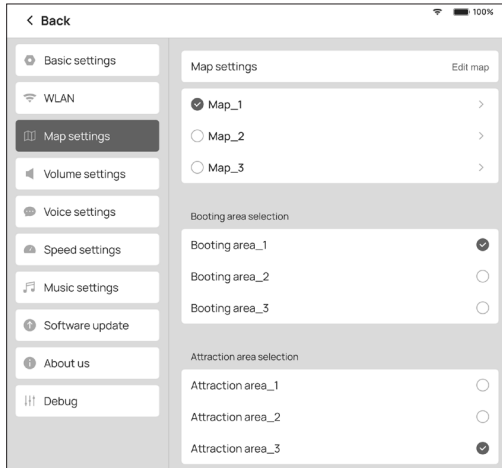 Back
100%
Basic settings
WLAN
Map settings
Volume settings
Voice settings
Speed settings
Music settings
Software update
About us
Debug
Map settings
Edit map
Map_1
Map_2
Map_3
Booting area selection
Booting area_1
Booting area_2
Booting area_3
Attraction area selection
Attraction area_1
Attraction area_2
Attraction area_3